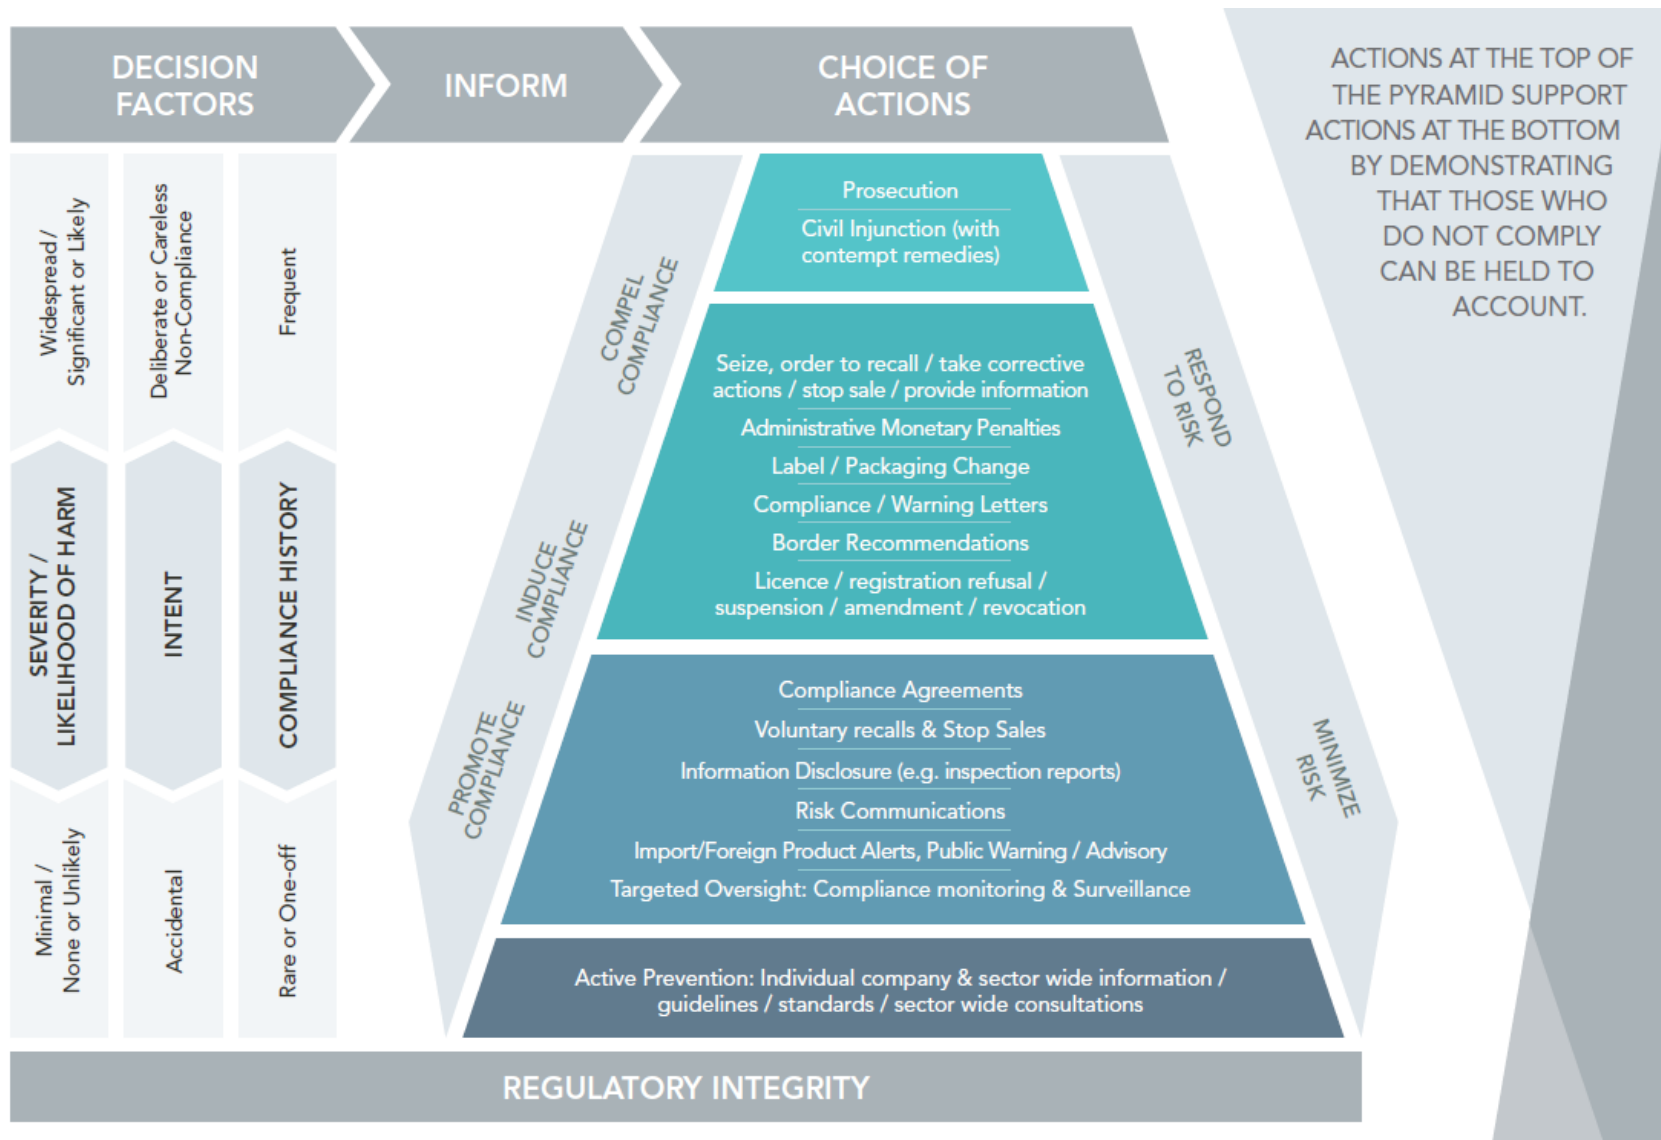 DECISION
FACTORS
INFORM
CHOICE OF
ACTIONS
ACTIONS AT THE TOP OF
THE PYRAMID SUPPORT
ACTIONS AT THE BOTTOM
BY DEMONSTRATING
THAT THOSE WHO
DO NOT COMPLY
CAN BE HELD TO
ACCOUNT.
Widespread /
Significant or Likely
Deliberate or Careless
Non-Compliance
Frequent
SEVERITY /
LIKELIHOOD OF HARM
INTENT
COMPLIANCE HISTORY
Minimal /
None or Unlikely
Accidental
Rare or One-off
COMPEL
COMPLIANCE
INDUCE
COMPLIANCE
PROMOTE
COMPLIANCE
Prosecution
Civil Injunction (with
contempt remedies)
Seize, order to recall / take corrective
actions / stop sale / provide information
Administrative Monetary Penalties
Label / Packaging Change
Compliance / Warning Letters
Border Recommendations
Licence / registration refusal /
suspension / amendment / revocation
Compliance Agreements
Voluntary recalls & Stop Sales
Information Disclosure (e.g. inspection reports)
Risk Communications
Import/Foreign Product Alerts, Public Warning / Advisory
Targeted Oversight: Compliance monitoring & Surveillance
Active Prevention: Individual company & sector wide information /
guidelines / standards / sector wide consultations
RESPOND
TO RISK
MINIMIZE
RISK
REGULATORY INTEGRITY